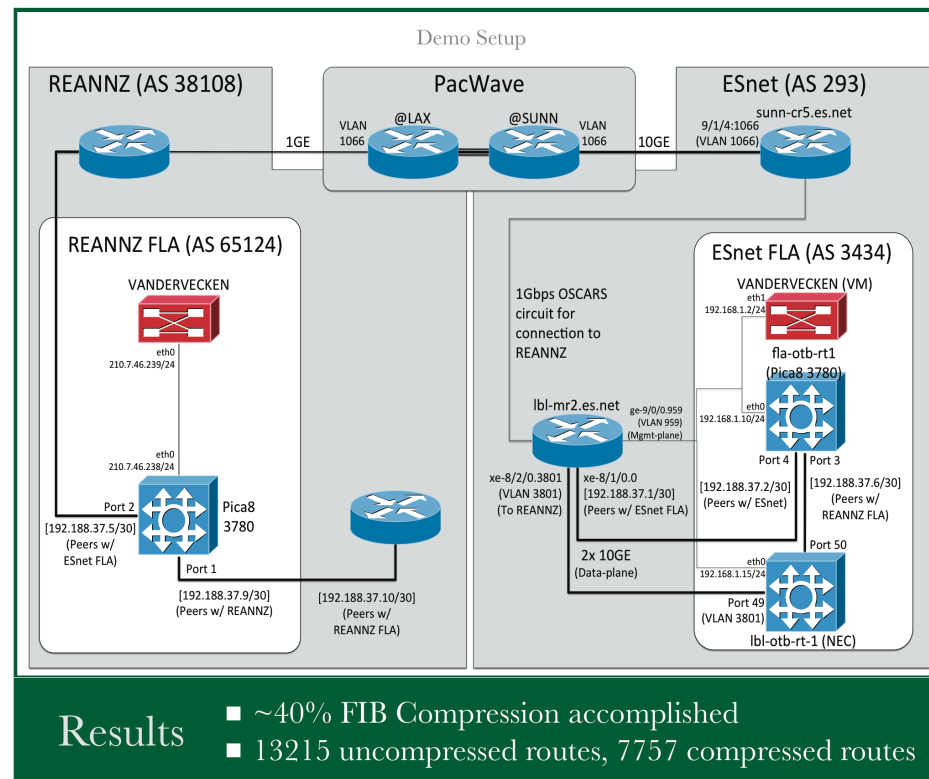 Demo Setup
REANNZ (AS 38108)
PacWave
ESnet (AS 293)
sunn-cr5.es.net
@LAX
@SUNN
VLAN
1066
VLAN
1066
1GE
10GE
9/1/4:1066
(VLAN 1066)
REANNZ FLA (AS 65124)
VANDERVECKEN
eth0
210.7.46.239/24
eth0
210.7.46.238/24
Port 2
[192.188.37.5/30]
(Peers w/
ESnet FLA)
Pica8
3780
Port 1
[192.188.37.9/30]
(Peers w/ REANNZ)
[192.188.37.10/30]
(Peers w/
REANNZ FLA)
1Gbps OSCARS
circuit for
connection to
REANNZ
lbl-mr2.es.net
ge-9/0/0.959
(VLAN 959)
(Mgmt-plane)
xe-8/2/0.3801
(VLAN 3801)
(To REANNZ)
xe-8/1/0.0
[192.188.37.1/30]
(Peers w/ ESnet FLA)
2x 10GE
(Data-plane)
ESnet FLA (AS 3434)
VANDERVECKEN (VM)
eth1
192.168.1.2/24
fla-otb-rt1
(Pica8 3780)
eth0
192.168.1.10/24
Port 4
Port 3
[192.188.37.2/30]
(Peers w/ ESnet)
[192.188.37.6/30]
(Peers w/
REANNZ FLA)
Port 50
eth0
192.168.1.15/24
Port 49
(VLAN 3801)
lbl-otb-rt-1 (NEC)
Results
■ ~40% FIB Compression accomplished
■ 13215 uncompressed routes, 7757 compressed routes